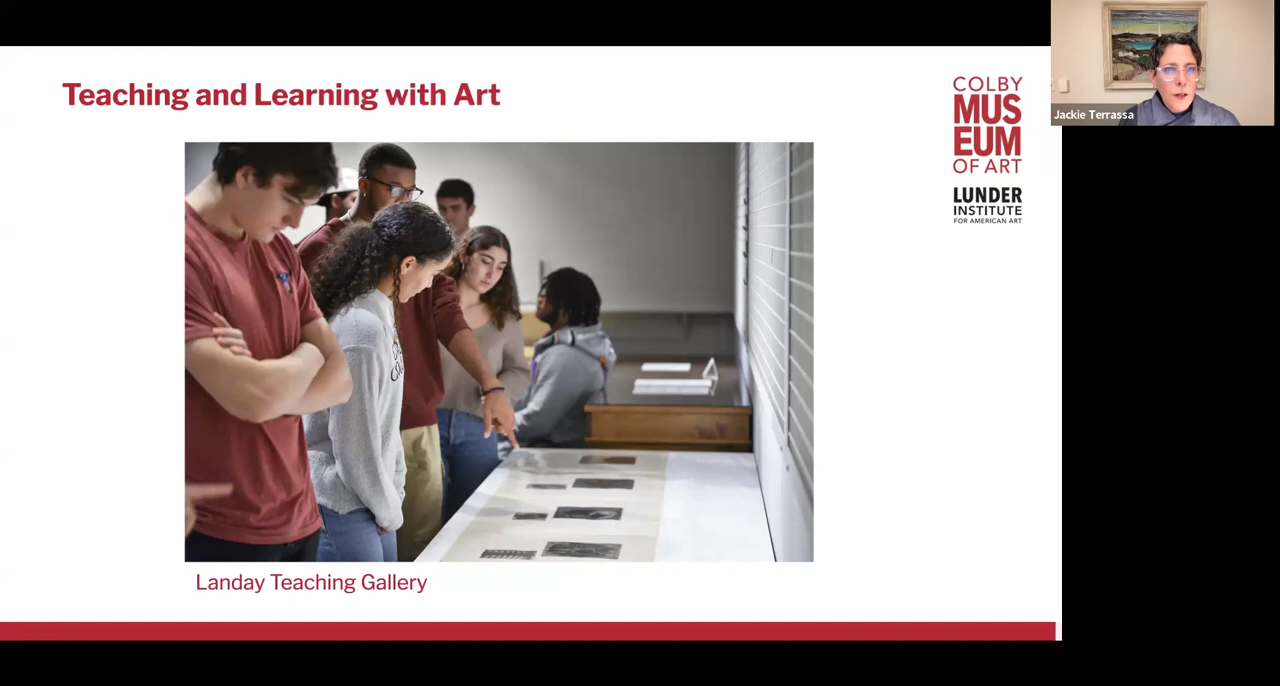 Teaching and Learning with Art
COLBY
MUS
EUM
OF ART
LUNDER
INSTITUTE
FOR AMERICAN ART
Jackie Terrassa
Landay Teaching Gallery